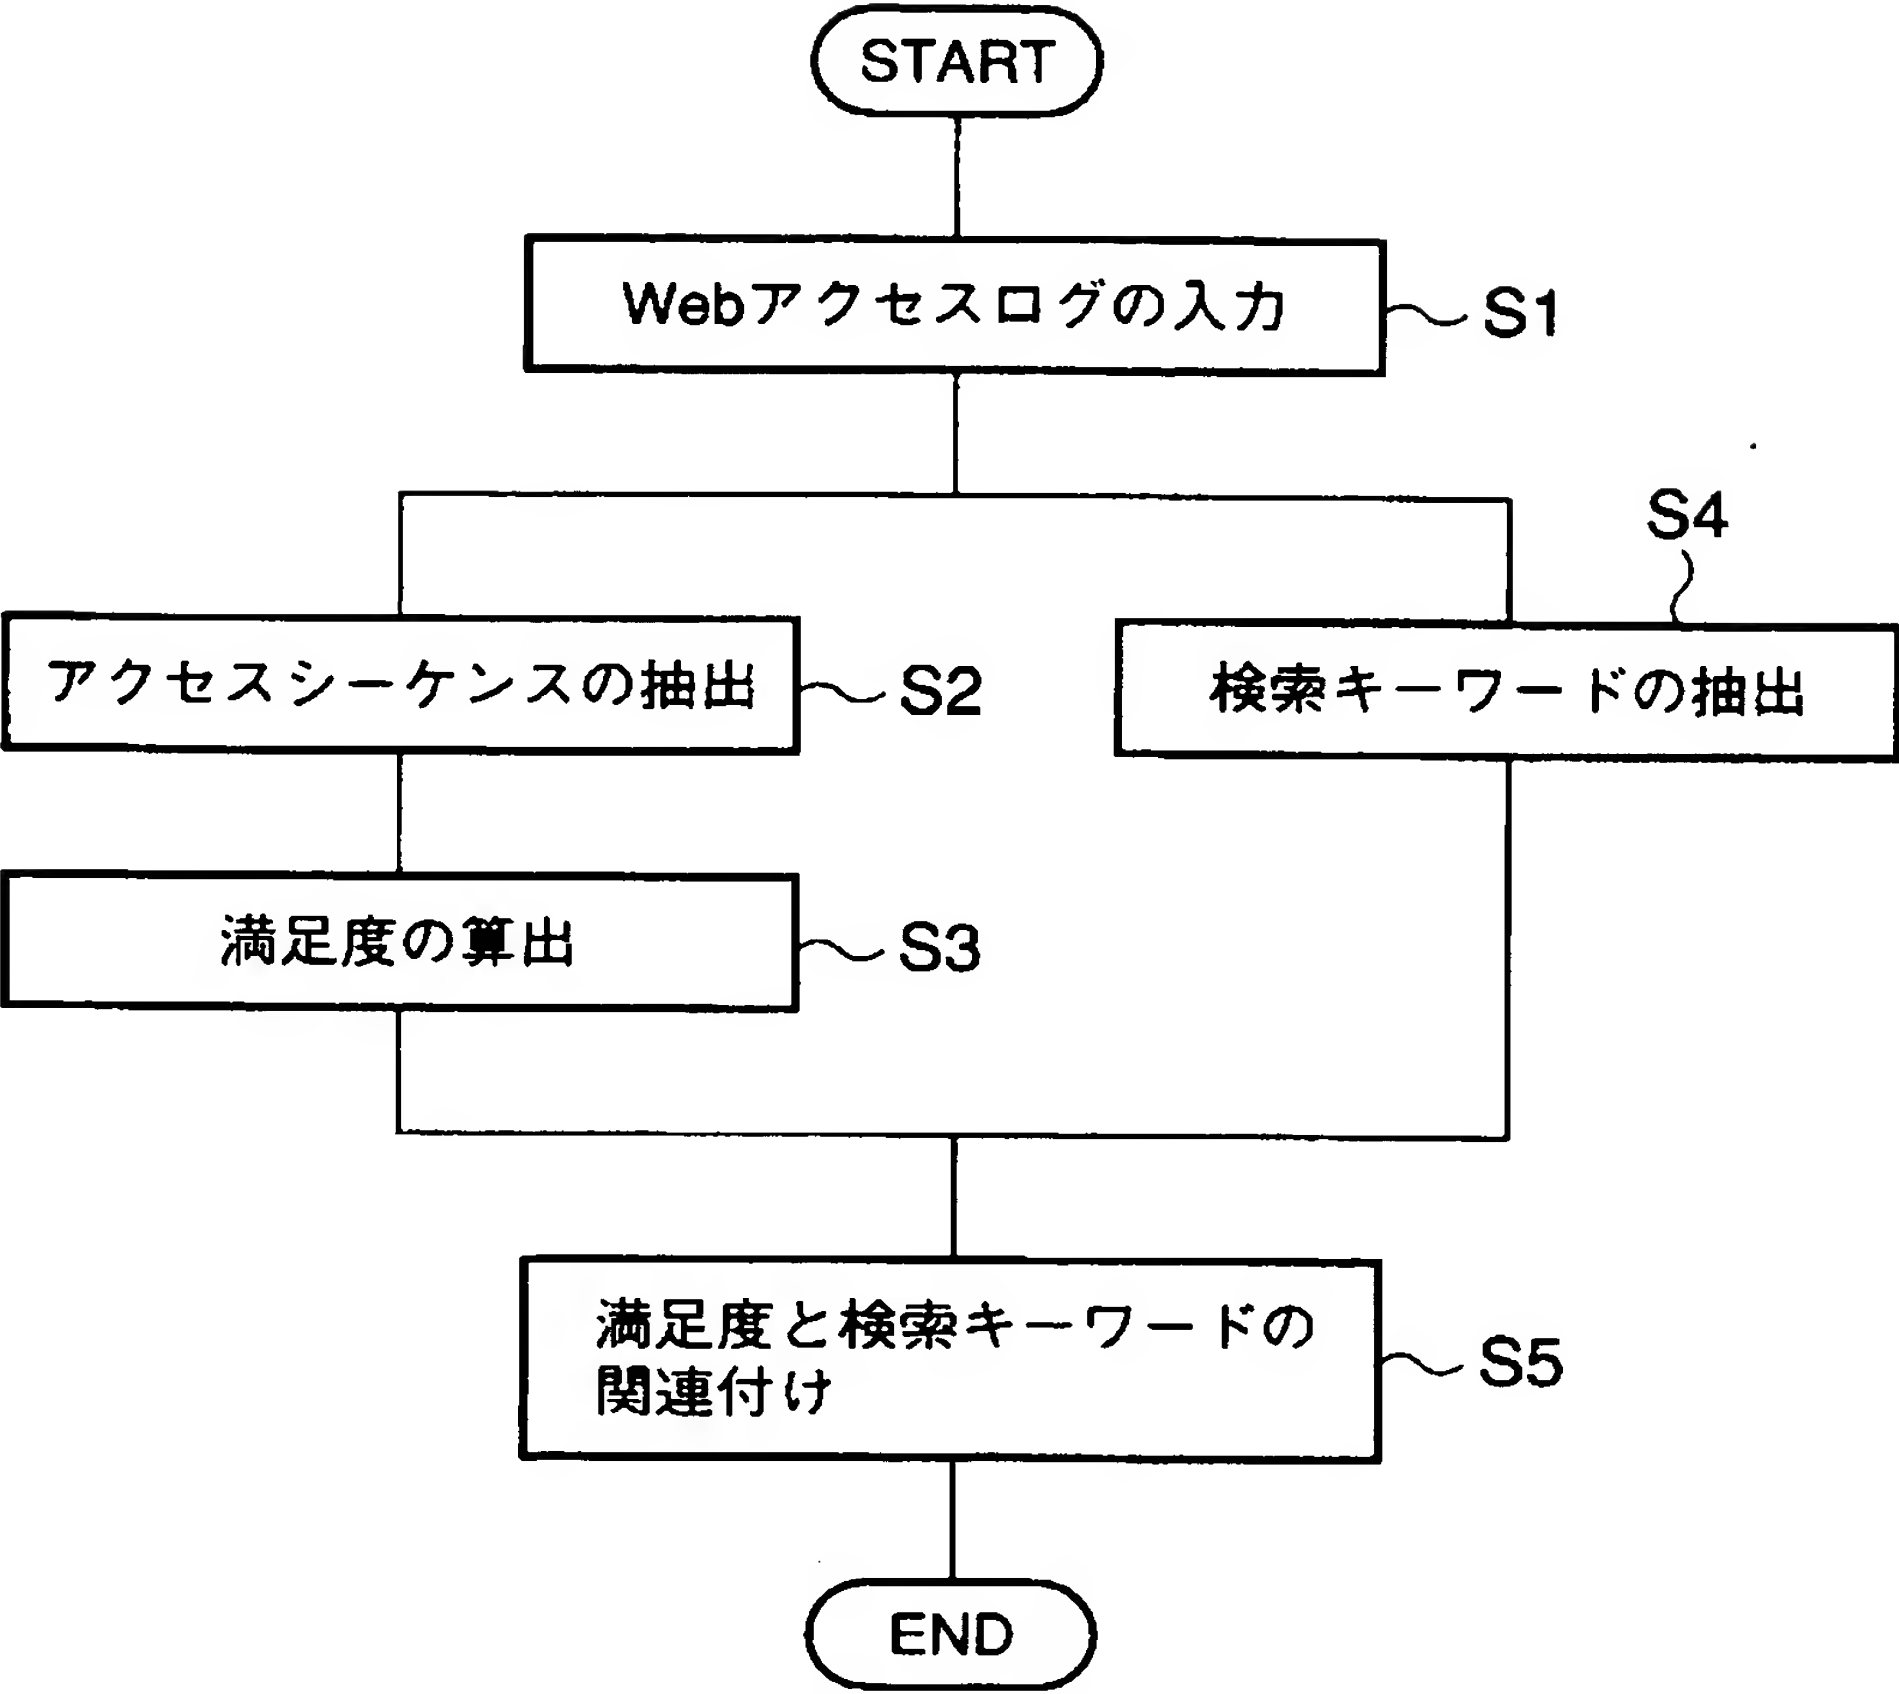 START
Webアクセスログの入力
S1
S4
アクセスシーケンスの抽出
S2
検索キーワードの抽出
満足度の算出
S3
満足度と検索キーワードの
関連付け
S5
END